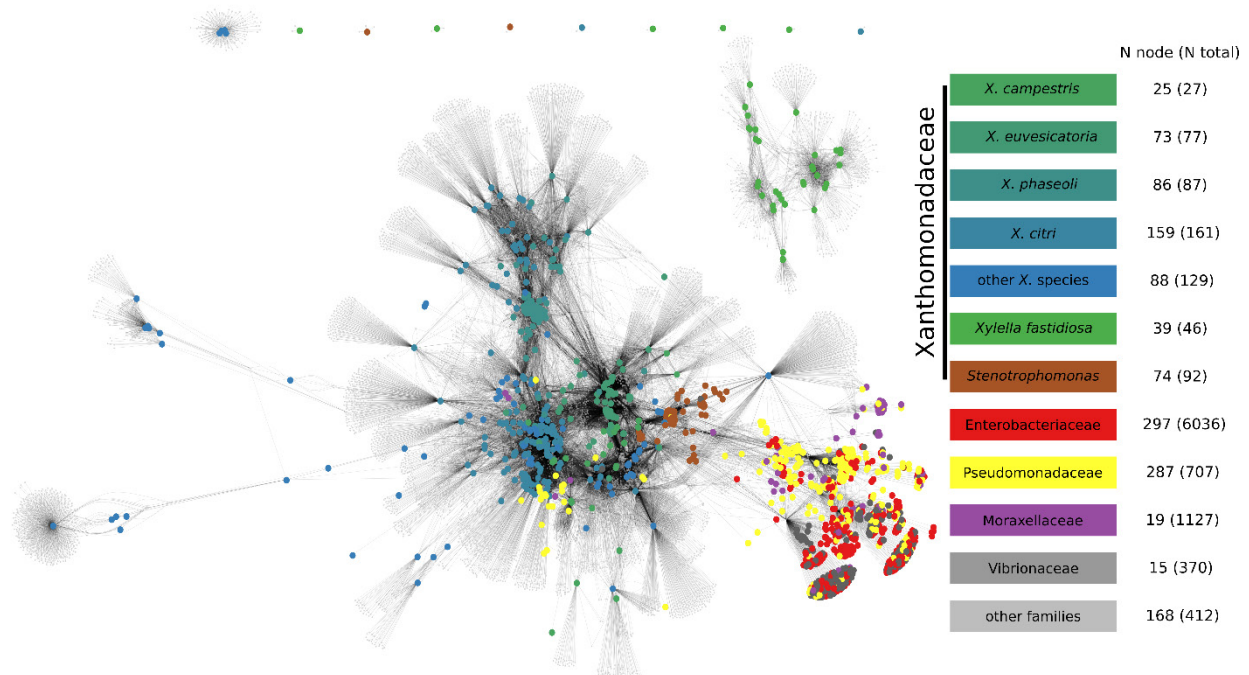 N node (N total)
Xanthomonadaceae
X. campestris 25 (27)
X. euvesicatoria 73 (77)
X. phaseoli 86 (87)
X. citri 159 (161)
other X. species 88 (129)
Xylella fastidiosa 39 (46)
Stenotrophomonas 74 (92)
Enterobacteriaceae 297 (6036)
Pseudomonadaceae 287 (707)
Moraxellaceae 19 (1127)
Vibrionaceae 15 (370)
other families 168 (412)